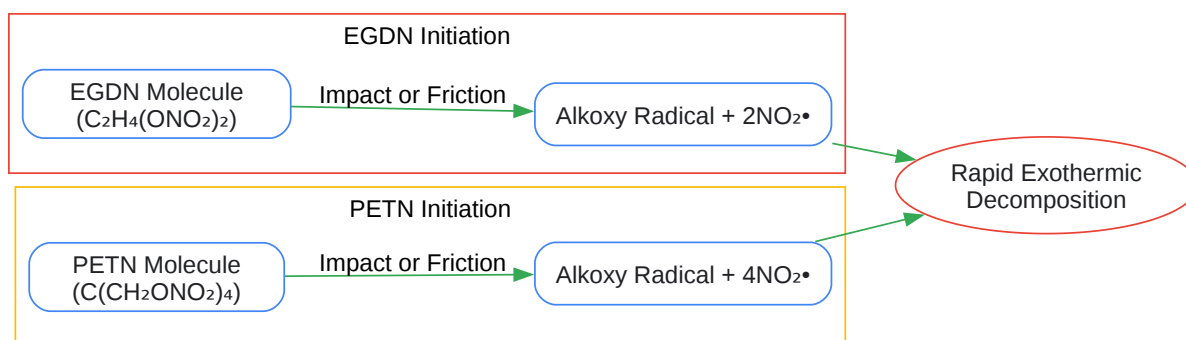 EGDN Initiation
EGDN Molecule
(C₂H₄(ONO₂)₂)
Impact or Friction
Alkoxy Radical + 2NO₂•
Rapid Exothermic
Decomposition
PETN Initiation
PETN Molecule
(C(CH₂ONO₂)₄)
Impact or Friction
Alkoxy Radical + 4NO₂•